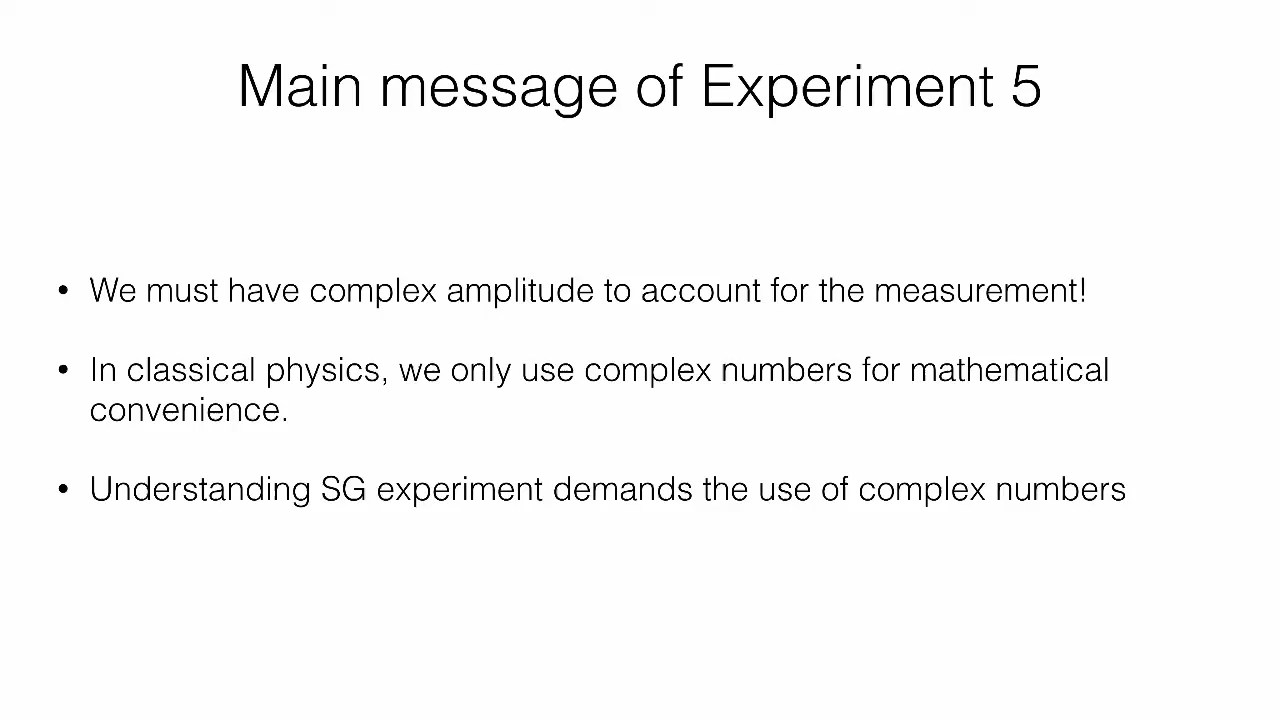 Main message of Experiment 5
• We must have complex amplitude to account for the measurement!
• In classical physics, we only use complex numbers for mathematical
convenience.
• Understanding SG experiment demands the use of complex numbers